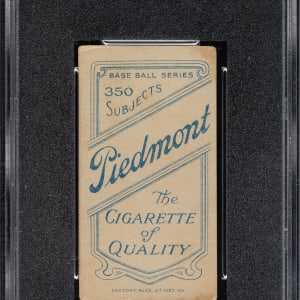 BASE BALL SERIES
350
SUBJECTS
Piedmont
The
CIGARETTE
of
QUALITY
FACTORY No. 25, 2nd DIST. VA.